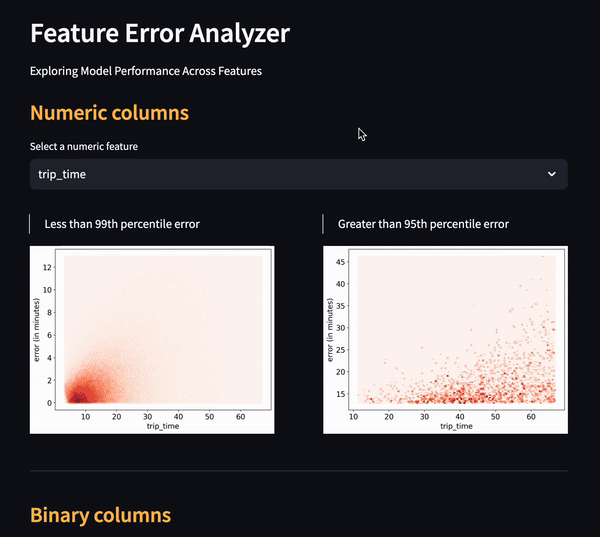 Feature Error Analyzer
Exploring Model Performance Across Features
Numeric columns
Select a numeric feature
trip_time
Less than 99th percentile error
Greater than 95th percentile error
12
10
8
6
4
2
0
error (in minutes)
10 20 30 40 50 60
trip_time
45
40
35
30
25
20
15
error (in minutes)
10 20 30 40 50 60
trip_time
Binary columns